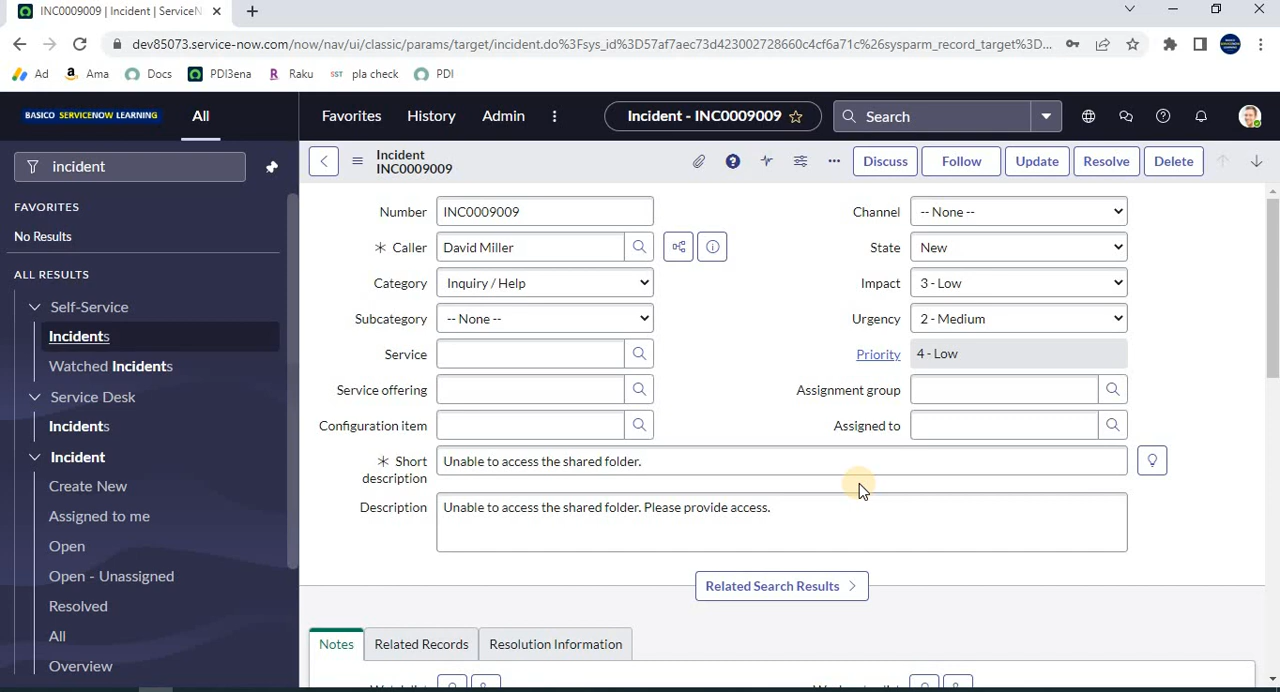 INC0009009 | Incident | ServiceN
dev85073.service-now.com/now/nav/ui/classic/params/target/incident.do%3Fsys_id%3D57af7aec73d423002728660c4cf6a71c%26sysparm_record_target%3D...
Ad Ama Docs PDI3ena Raku SST pla check PDI
BASICO SERVICENOW LEARNING All Favorites History Admin Incident - INC0009009 Search
incident
FAVORITES
No Results
ALL RESULTS
Self-Service
Incidents
Watched Incidents
Service Desk
Incidents
Incident
Create New
Assigned to me
Open
Open - Unassigned
Resolved
All
Overview
Incident
INC0009009
Discuss Follow Update Resolve Delete
Number INC0009009
Channel -- None --
Caller David Miller
State New
Category Inquiry / Help
Impact 3 - Low
Subcategory -- None --
Urgency 2 - Medium
Service
Priority 4 - Low
Service offering
Assignment group
Configuration item
Assigned to
Short description Unable to access the shared folder.
Description Unable to access the shared folder. Please provide access.
Related Search Results
Notes Related Records Resolution Information